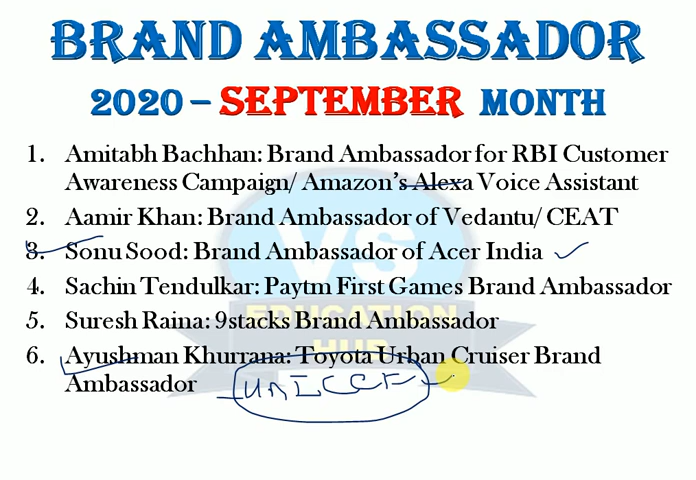 BRAND AMBASSADOR
2020 – SEPTEMBER MONTH
1. Amitabh Bachhan: Brand Ambassador for RBI Customer
Awareness Campaign/ Amazon's Alexa Voice Assistant
2. Aamir Khan: Brand Ambassador of Vedantu/ CEAT
3. Sonu Sood: Brand Ambassador of Acer India
4. Sachin Tendulkar: Paytm First Games Brand Ambassador
5. Suresh Raina: 9stacks Brand Ambassador
6. Ayushman Khurrana: Toyota Urban Cruiser Brand
Ambassador UNICEF
VS
EDUCATION
HUB